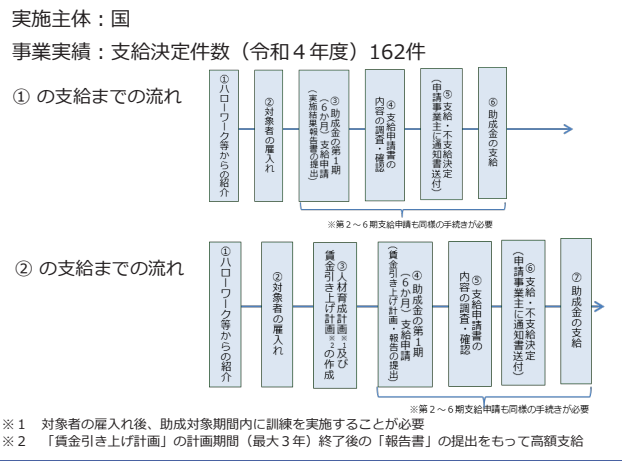 実施主体：国
事業実績：支給決定件数（令和４年度）162件
① の支給までの流れ
①ハローワーク等からの紹介
②対象者の雇入れ
③助成金の第1期
（6か月）支給申請
（実施結果報告書の提出）
④支給申請書の
内容の調査・確認
⑤支給・不支給決定
（申請事業主に通知書送付）
⑥助成金の支給
※第２～６期支給申請も同様の手続きが必要
② の支給までの流れ
①ハローワーク等からの紹介
②対象者の雇入れ
③人材育成計画※1及び
賃金引き上げ計画※2の作成
④助成金の第1期
（6か月）支給申請
（賃金引き上げ計画・報告の提出）
⑤支給申請書の
内容の調査・確認
⑥支給・不支給決定
（申請事業主に通知書送付）
⑦助成金の支給
※第２～６期支給申請も同様の手続きが必要
※１　対象者の雇入れ後、助成対象期間内に訓練を実施することが必要
※２　「賃金引き上げ計画」の計画期間（最大３年）終了後の「報告書」の提出をもって高額支給